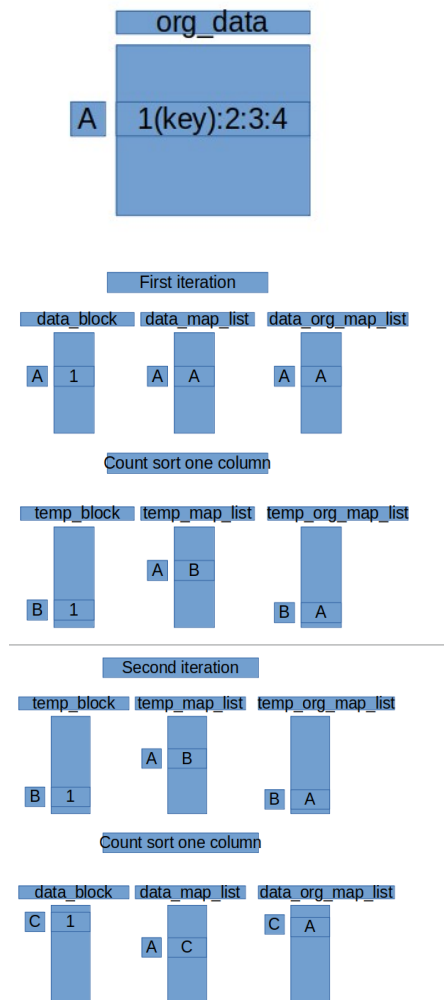 org_data
A 1(key):2:3:4
First iteration
data_block data_map_list data_org_map_list
A 1 A A A A
Count sort one column
temp_block temp_map_list temp_org_map_list
A B
B 1 B A
Second iteration
temp_block temp_map_list temp_org_map_list
A B
B 1 B A
Count sort one column
data_block data_map_list data_org_map_list
C 1 C A
A C